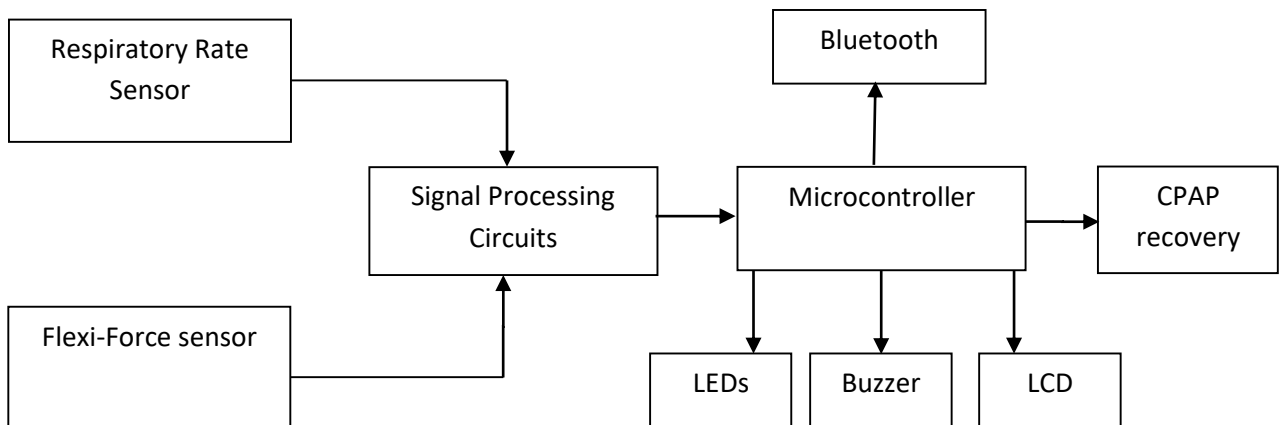 Respiratory Rate
Sensor
Bluetooth
Signal Processing
Circuits
Microcontroller
CPAP
recovery
Flexi-Force sensor
LEDs
Buzzer
LCD